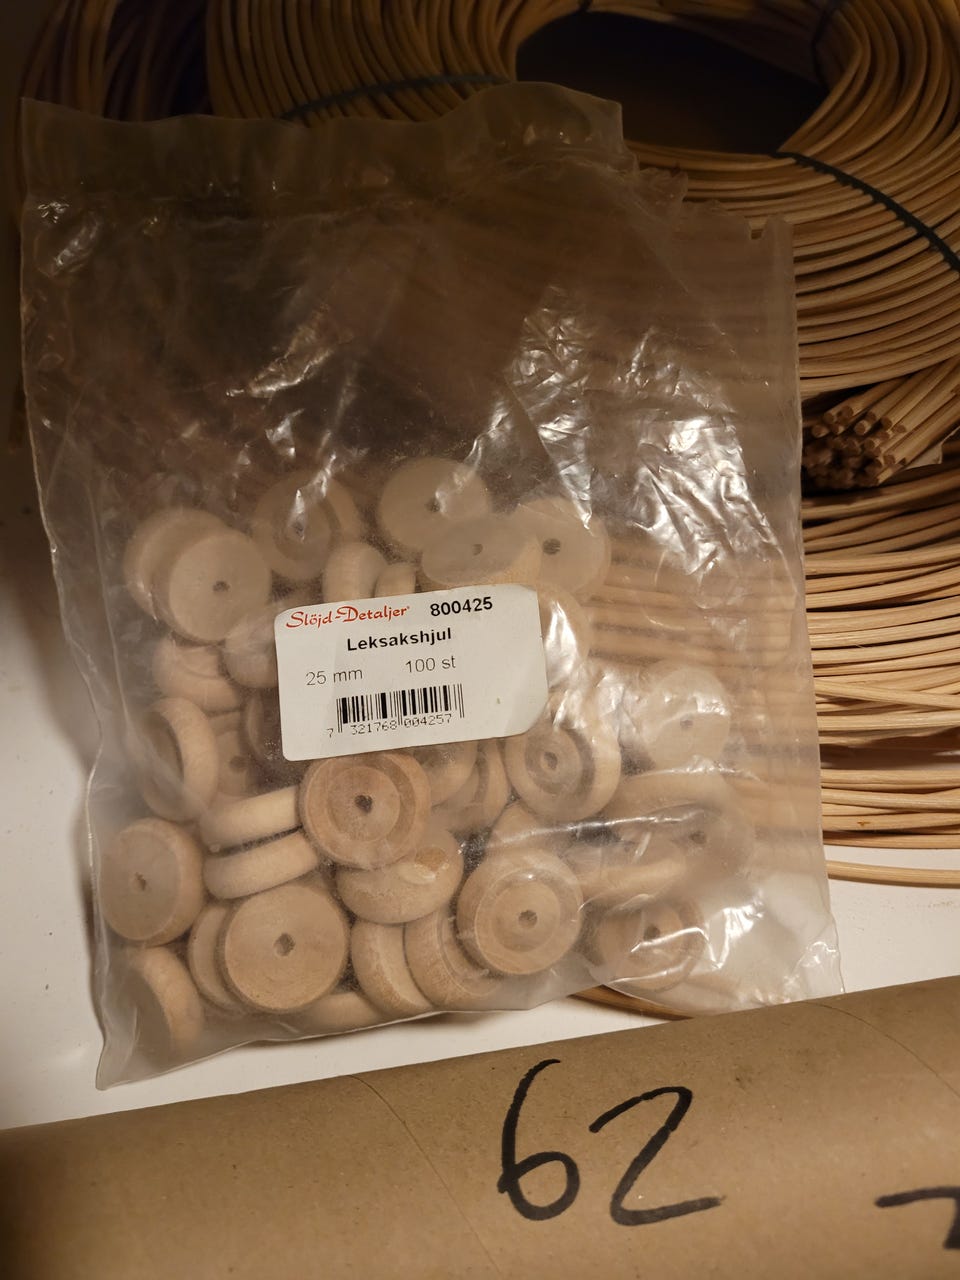 Slöjd-Detaljer® 800425
Leksakshjul
25 mm 100 st
7 321768 004257
62